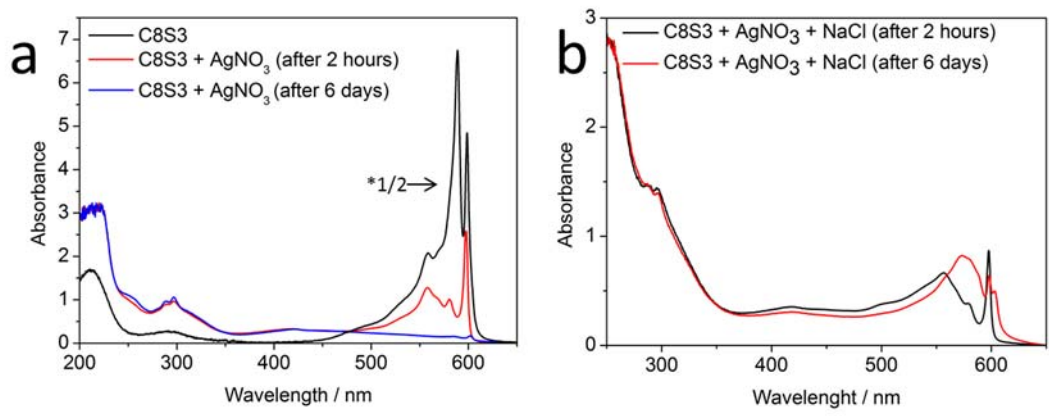 a
C8S3
C8S3 + AgNO₃ (after 2 hours)
C8S3 + AgNO₃ (after 6 days)
*1/2
Absorbance
7
6
5
4
3
2
1
0
200 300 400 500 600
Wavelength / nm
b
C8S3 + AgNO₃ + NaCl (after 2 hours)
C8S3 + AgNO₃ + NaCl (after 6 days)
Absorbance
3
2
1
0
300 400 500 600
Wavelenght / nm